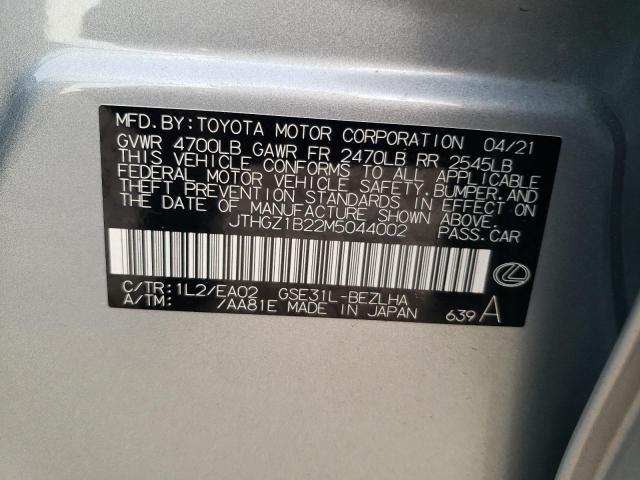 MFD. BY: TOYOTA MOTOR CORPORATION 04/21
GVWR 4700LB GAWR FR 2470LB RR 2545LB
THIS VEHICLE CONFORMS TO ALL APPLICABLE
FEDERAL MOTOR VEHICLE SAFETY, BUMPER, AND
THEFT PREVENTION STANDARDS IN EFFECT ON
THE DATE OF MANUFACTURE SHOWN ABOVE.
JTHGZ1B22M5044002 PASS. CAR
C/TR: 1L2/EA02 GSE31L-BEZLHA
A/TM: /AA81E MADE IN JAPAN 639 A